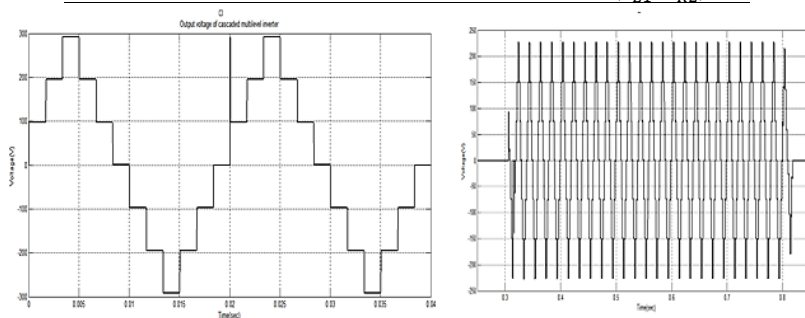 Output voltage of cascaded multilevel inverter
300
200
100
0
-100
-200
-300
Voltage(V)
0 0.005 0.01 0.015 0.02 0.025 0.03 0.035 0.04
Time(sec)
250
200
150
100
50
0
-50
-100
-150
-200
-250
Voltage(V)
0.3 0.4 0.5 0.6 0.7 0.8
Time(sec)